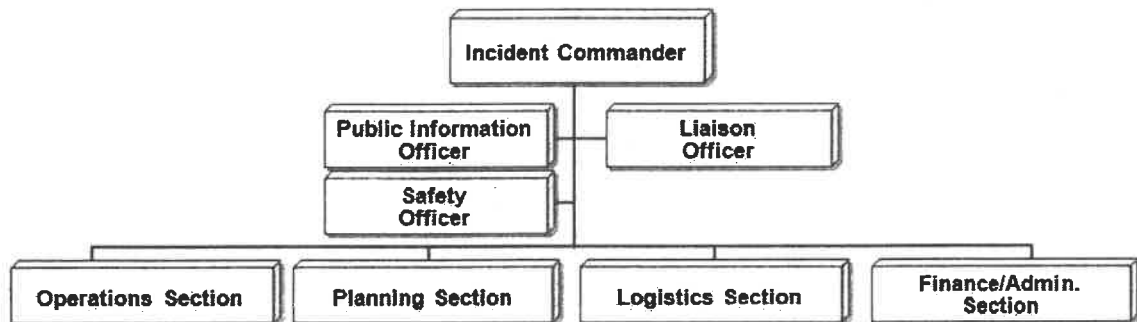 Incident Commander
Public Information
Officer
Liaison
Officer
Safety
Officer
Operations Section
Planning Section
Logistics Section
Finance/Admin.
Section